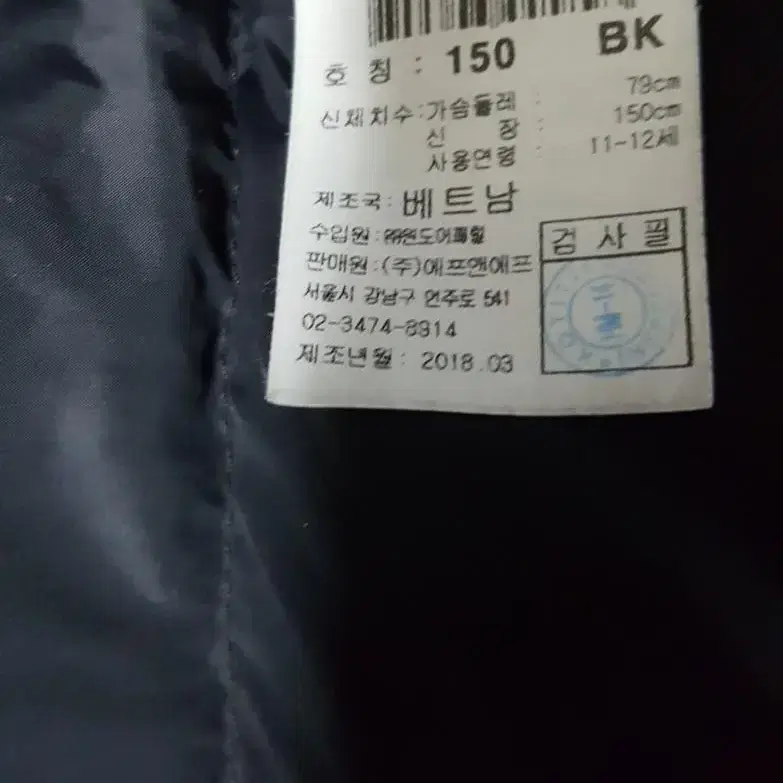 BK
호 칭 : 150
신체치수 : 가슴둘레 : 79cm
신 장 : 150cm
사용연령 : 11-12세
제조국 : 베트남
수입원 :
판매원 : (주)에프앤에프
서울시 강남구 언주로 541
02-3474-8914
제조년월 : 2018.03
검 사 필